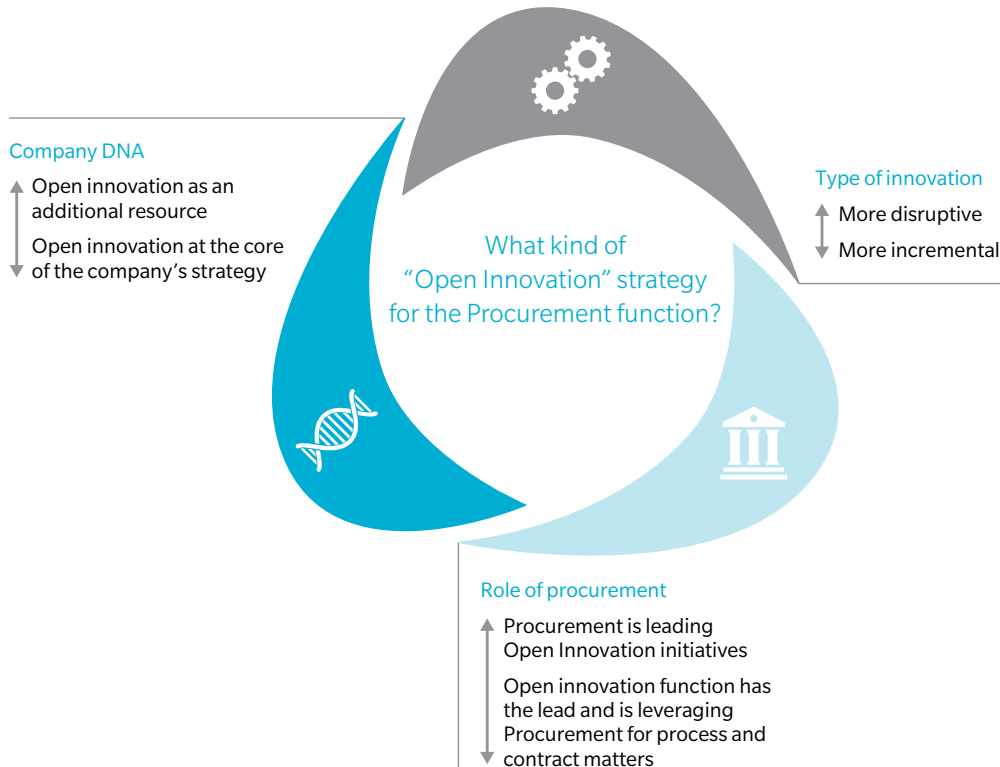 Company DNA
Open innovation as an
additional resource
Open innovation at the core
of the company’s strategy
What kind of
“Open Innovation” strategy
for the Procurement function?
Type of innovation
More disruptive
More incremental
Role of procurement
Procurement is leading
Open Innovation initiatives
Open innovation function has
the lead and is leveraging
Procurement for process and
contract matters